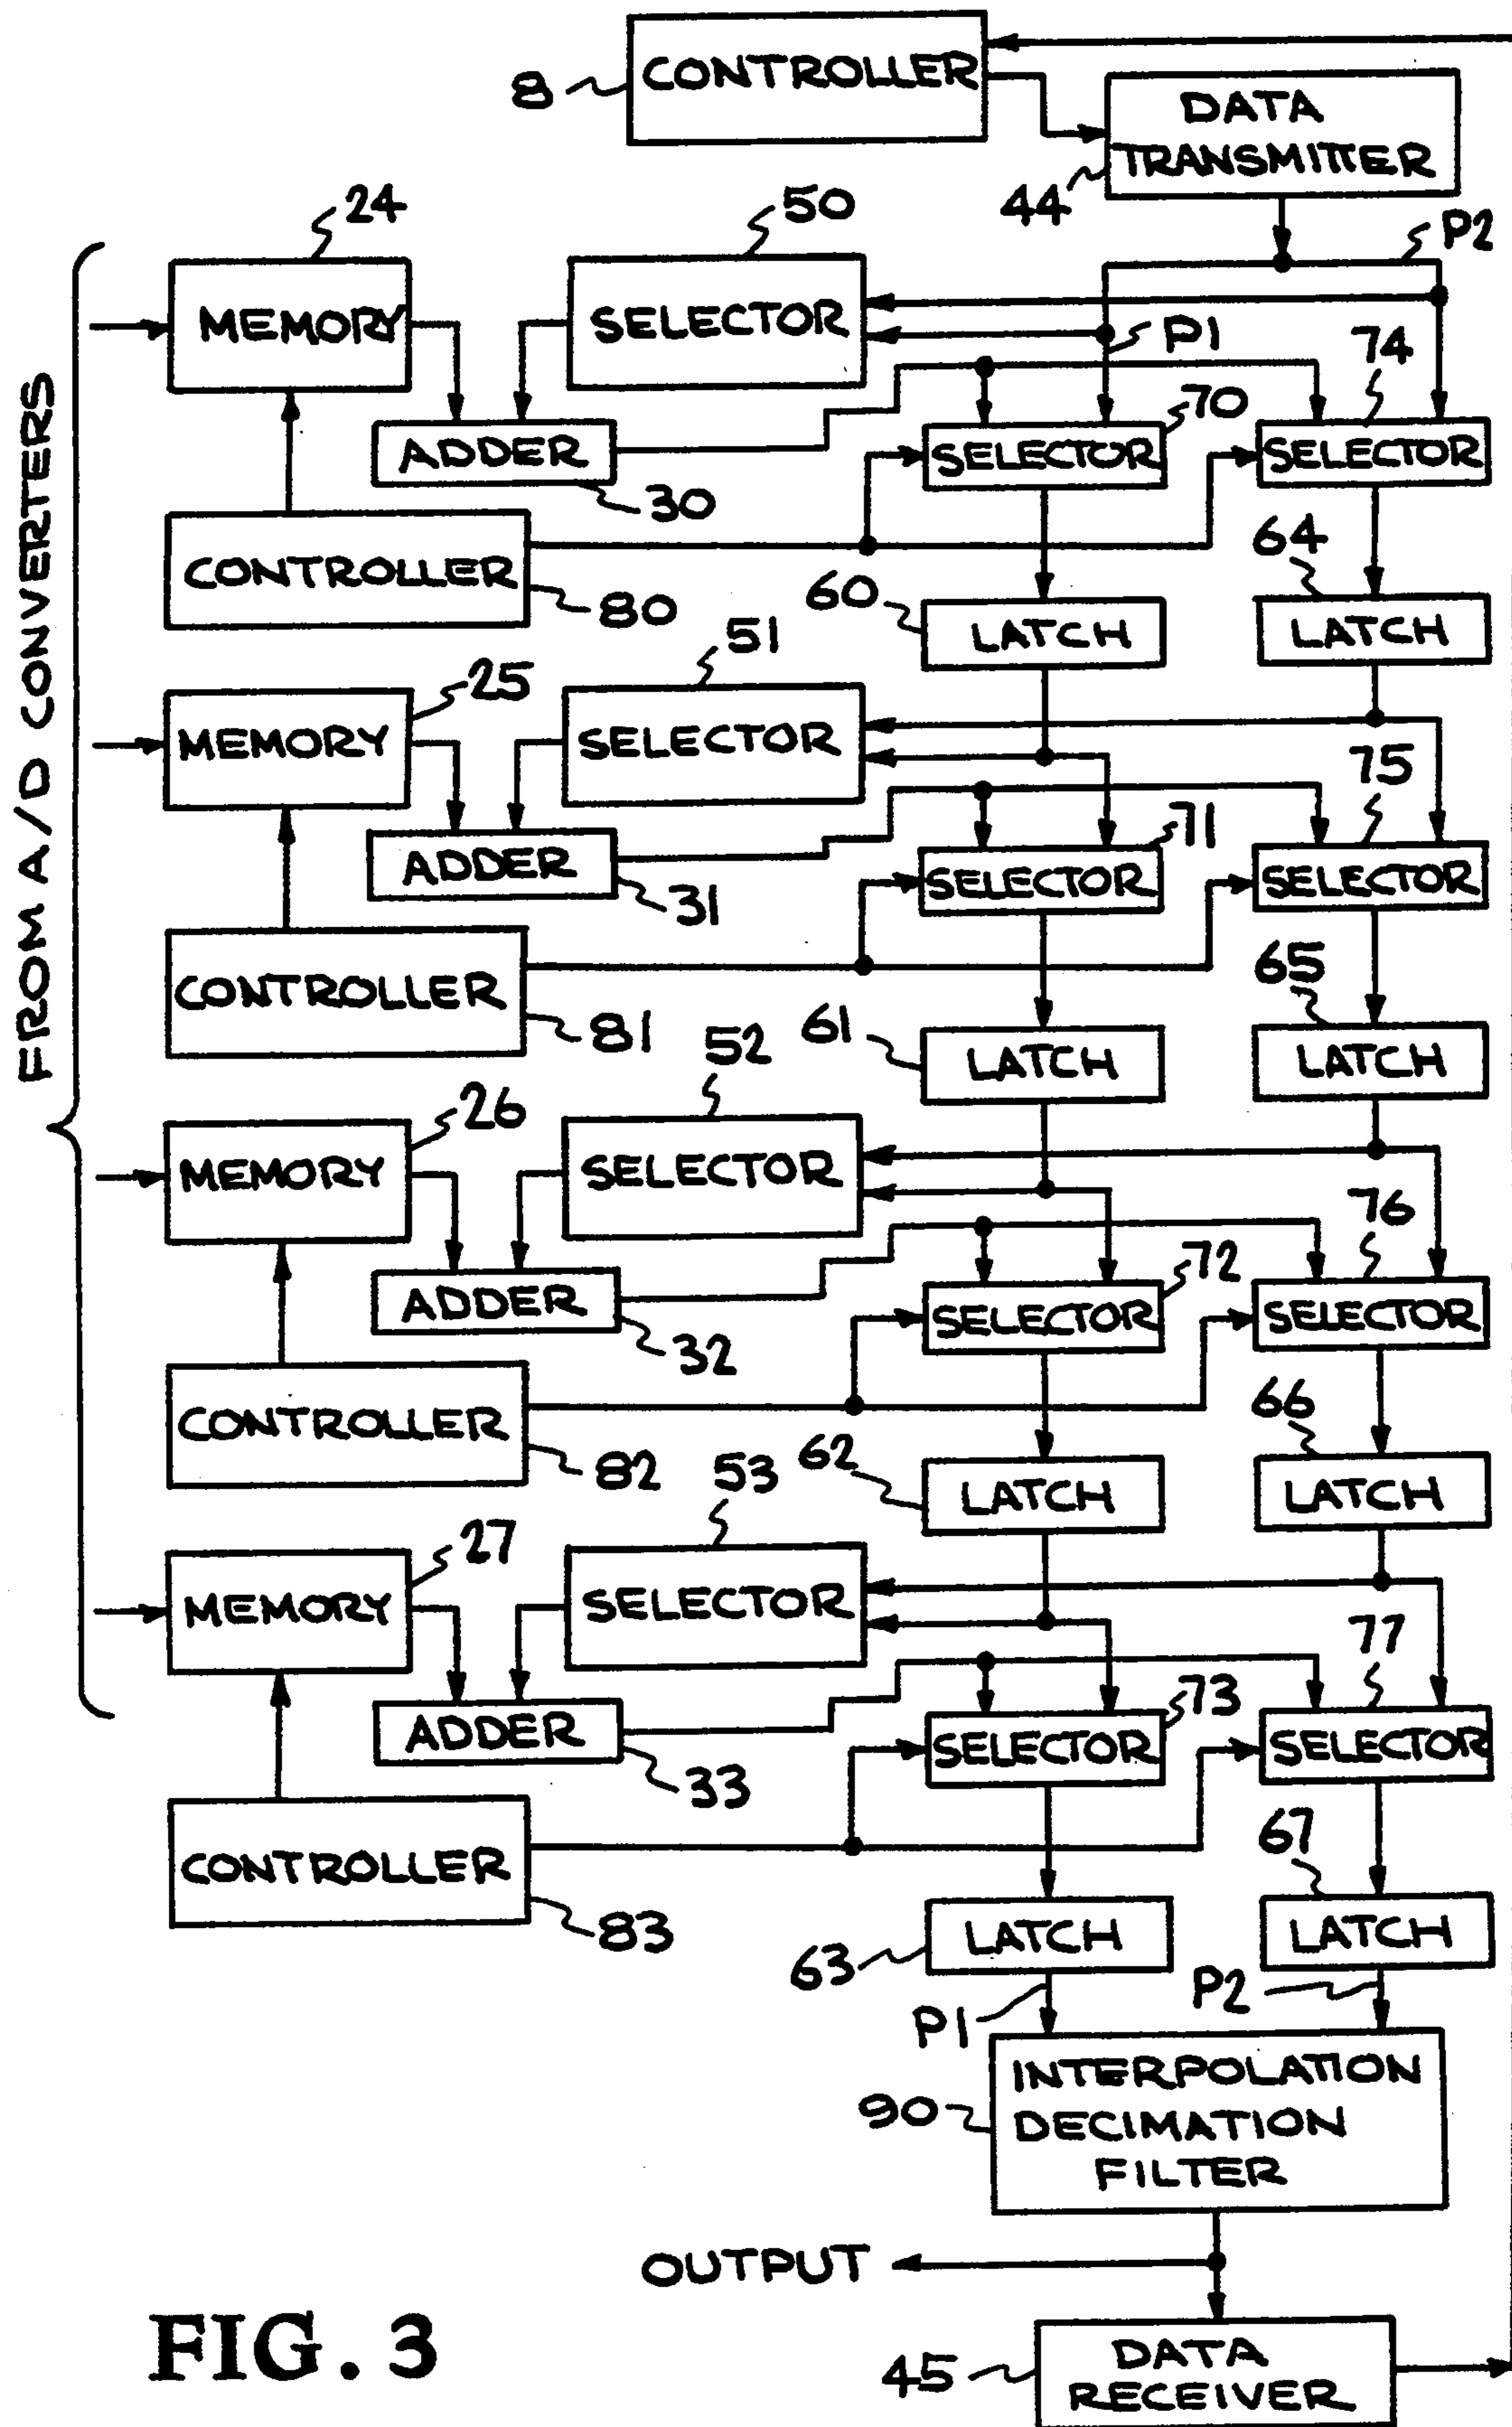 CONTROLLER
8
DATA
TRANSMITTER
44
P2
24
50
MEMORY
SELECTOR
P1
74
70
ADDER
SELECTOR
SELECTOR
30
64
CONTROLLER
80
60
LATCH
LATCH
51
25
MEMORY
SELECTOR
75
71
ADDER
SELECTOR
SELECTOR
31
65
CONTROLLER
81
61
LATCH
LATCH
52
26
MEMORY
SELECTOR
76
72
ADDER
SELECTOR
SELECTOR
32
66
CONTROLLER
82
62
LATCH
LATCH
53
27
MEMORY
SELECTOR
77
73
ADDER
SELECTOR
SELECTOR
33
67
CONTROLLER
83
63
LATCH
LATCH
P1
P2
FROM A/D CONVERTERS
INTERPOLATION
DECIMATION
FILTER
90
OUTPUT
DATA
RECEIVER
45
FIG. 3